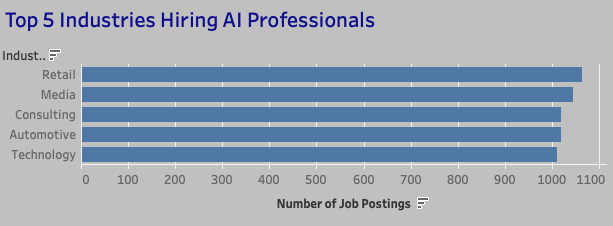 Top 5 Industries Hiring AI Professionals
Indust..
Retail
Media
Consulting
Automotive
Technology
0 100 200 300 400 500 600 700 800 900 1000 1100
Number of Job Postings